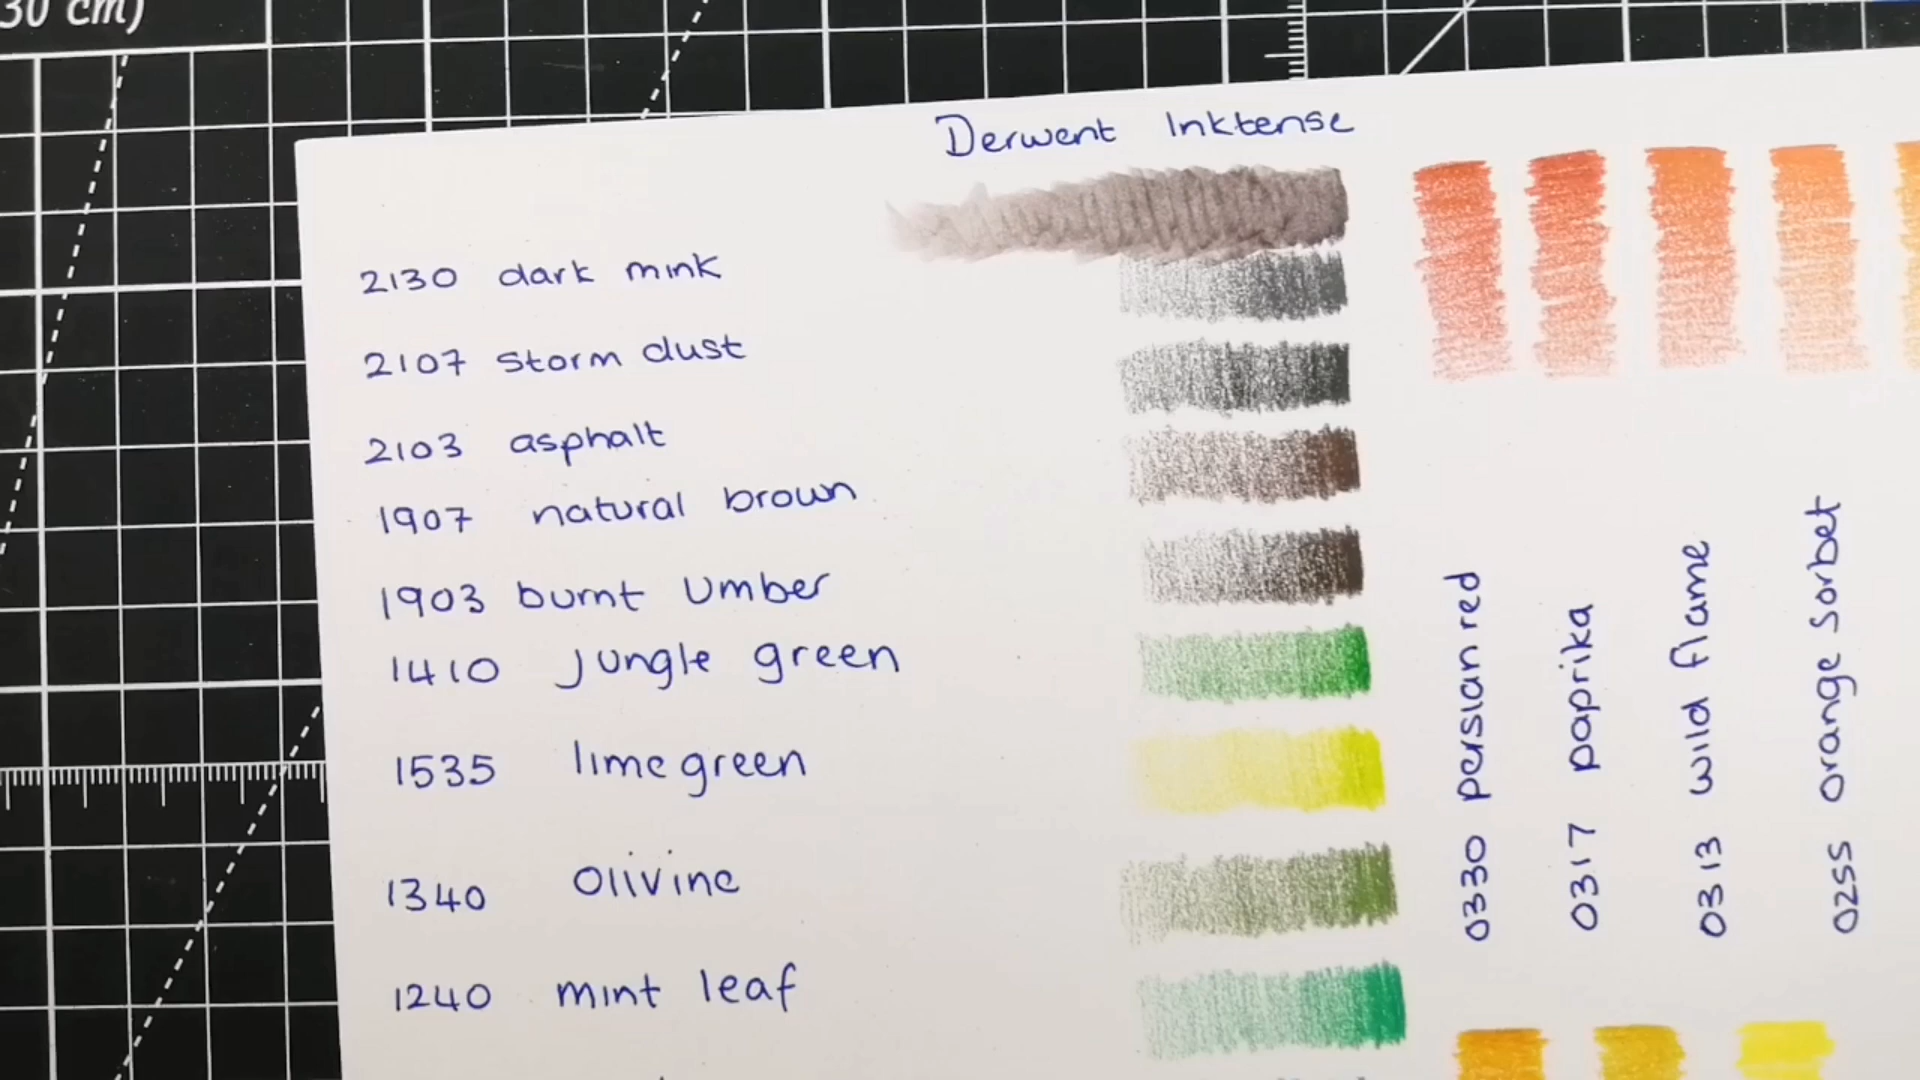 30 cm)
Derwent Inktense
2130 dark mink
2107 storm dust
2103 asphalt
1907 natural brown
1903 burnt umber
1410 Jungle green
1535 lime green
1340 Olivine
1240 mint leaf
0330 persian red
0317 paprika
0313 wild flame
0255 orange sorbet